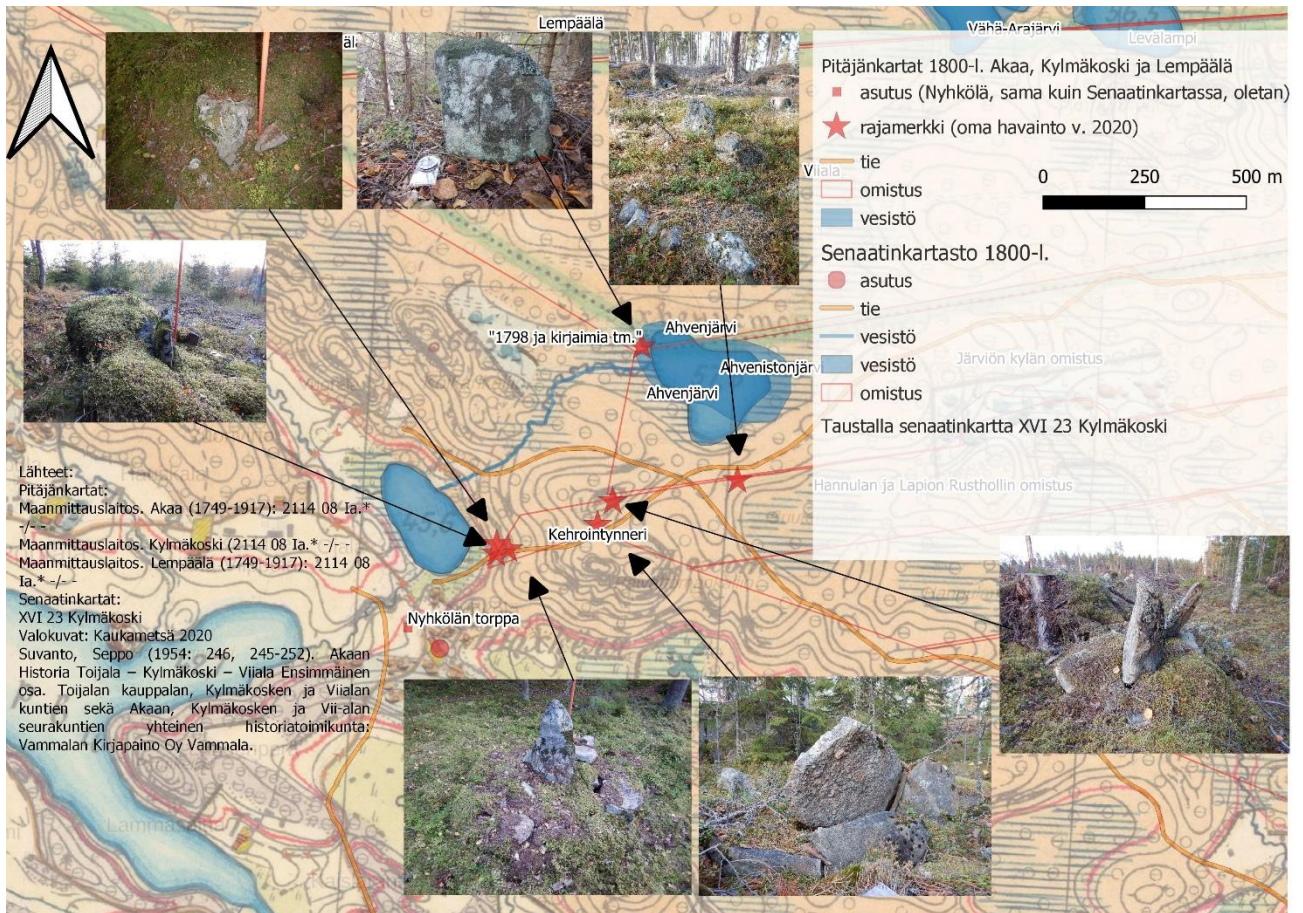 Lempäälä
Vähä-Arajärvi
Levälampi
Pitäjänkartat 1800-l. Akaa, Kylmäkoski ja Lempäälä
asutus (Nyhkölä, sama kuin Senaatinkartassa, oletan)
rajamerkki (oma havainto v. 2020)
tie
omistus
vesistö
0 250 500 m
Senaatinkartasto 1800-l.
asutus
tie
vesistö
vesistö
omistus
Taustalla senaatinkartta XVI 23 Kylmäkoski
Viiala
"1798 ja kirjaimia tm."
Ahvenjärvi
Ahvenistonjärv
Ahvenjärvi
Järviön kylän omistus
Hannulan ja Lapion Rusthollin omistus
Kehrointynneri
Nyhkölän torppa
Lähteet:
Pitäjänkartat:
Maanmittauslaitos. Akaa (1749-1917): 2114 08 Ia.*
-/- -
Maanmittauslaitos. Kylmäkoski (2114 08 Ia.* -/- -
Maanmittauslaitos. Lempäälä (1749-1917): 2114 08
Ia.* -/- -
Senaatinkartat:
XVI 23 Kylmäkoski
Valokuvat: Kaukametsä 2020
Suvanto, Seppo (1954: 246, 245-252). Akaan
Historia Toijala – Kylmäkoski – Viiala Ensimmäinen
osa. Toijalan kauppalan, Kylmäkosken ja Viialan
kuntien sekä Akaan, Kylmäkosken ja Vii-alan
seurakuntien yhteinen historiatoimikunta:
Vammalan Kirjapaino Oy Vammala.